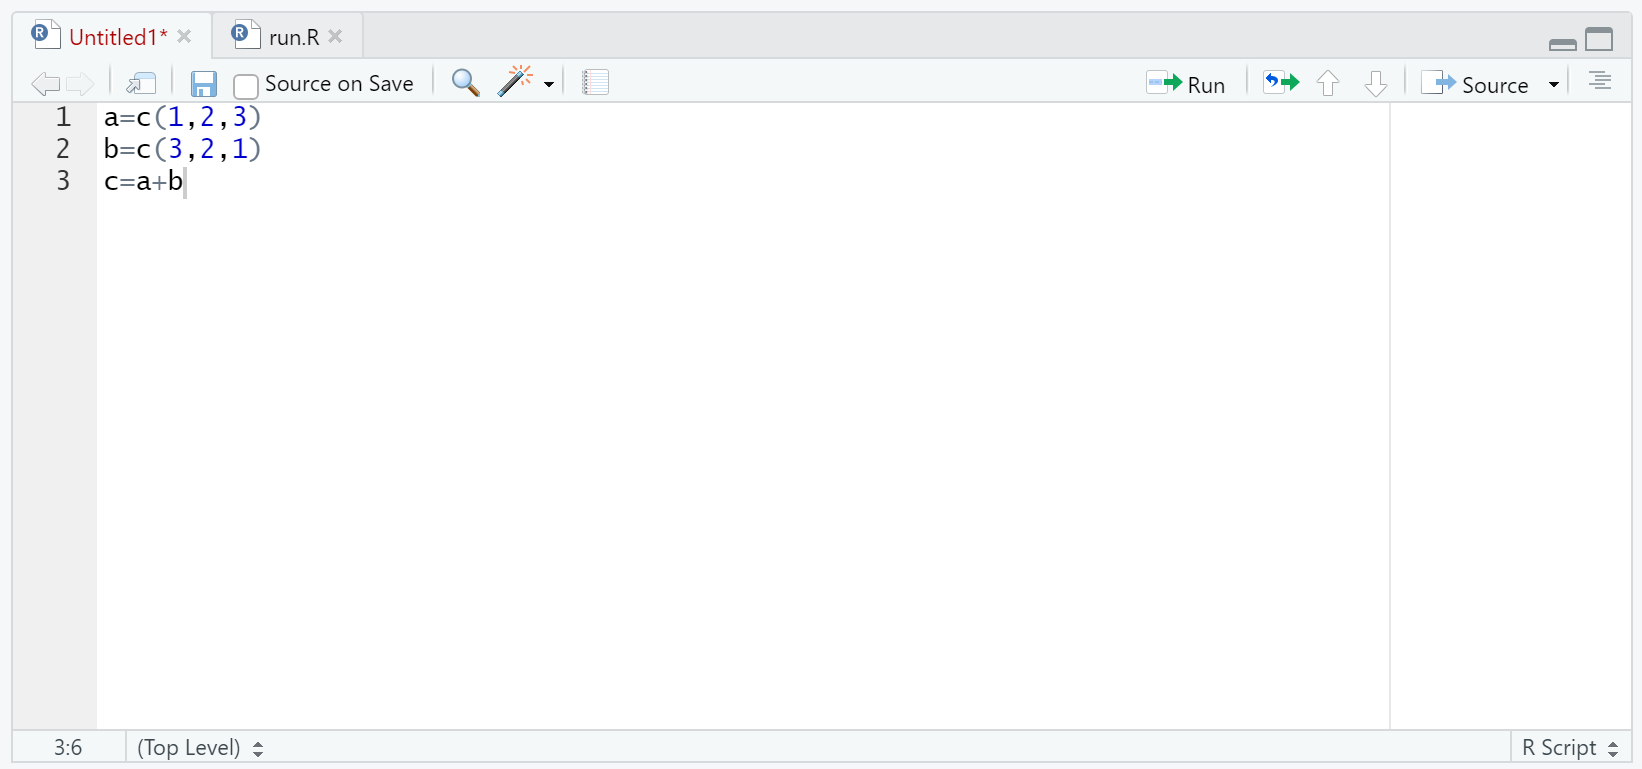 Untitled1* run.R
Source on Save Run Source
1 a=c(1,2,3)
2 b=c(3,2,1)
3 c=a+b
3:6 (Top Level) R Script